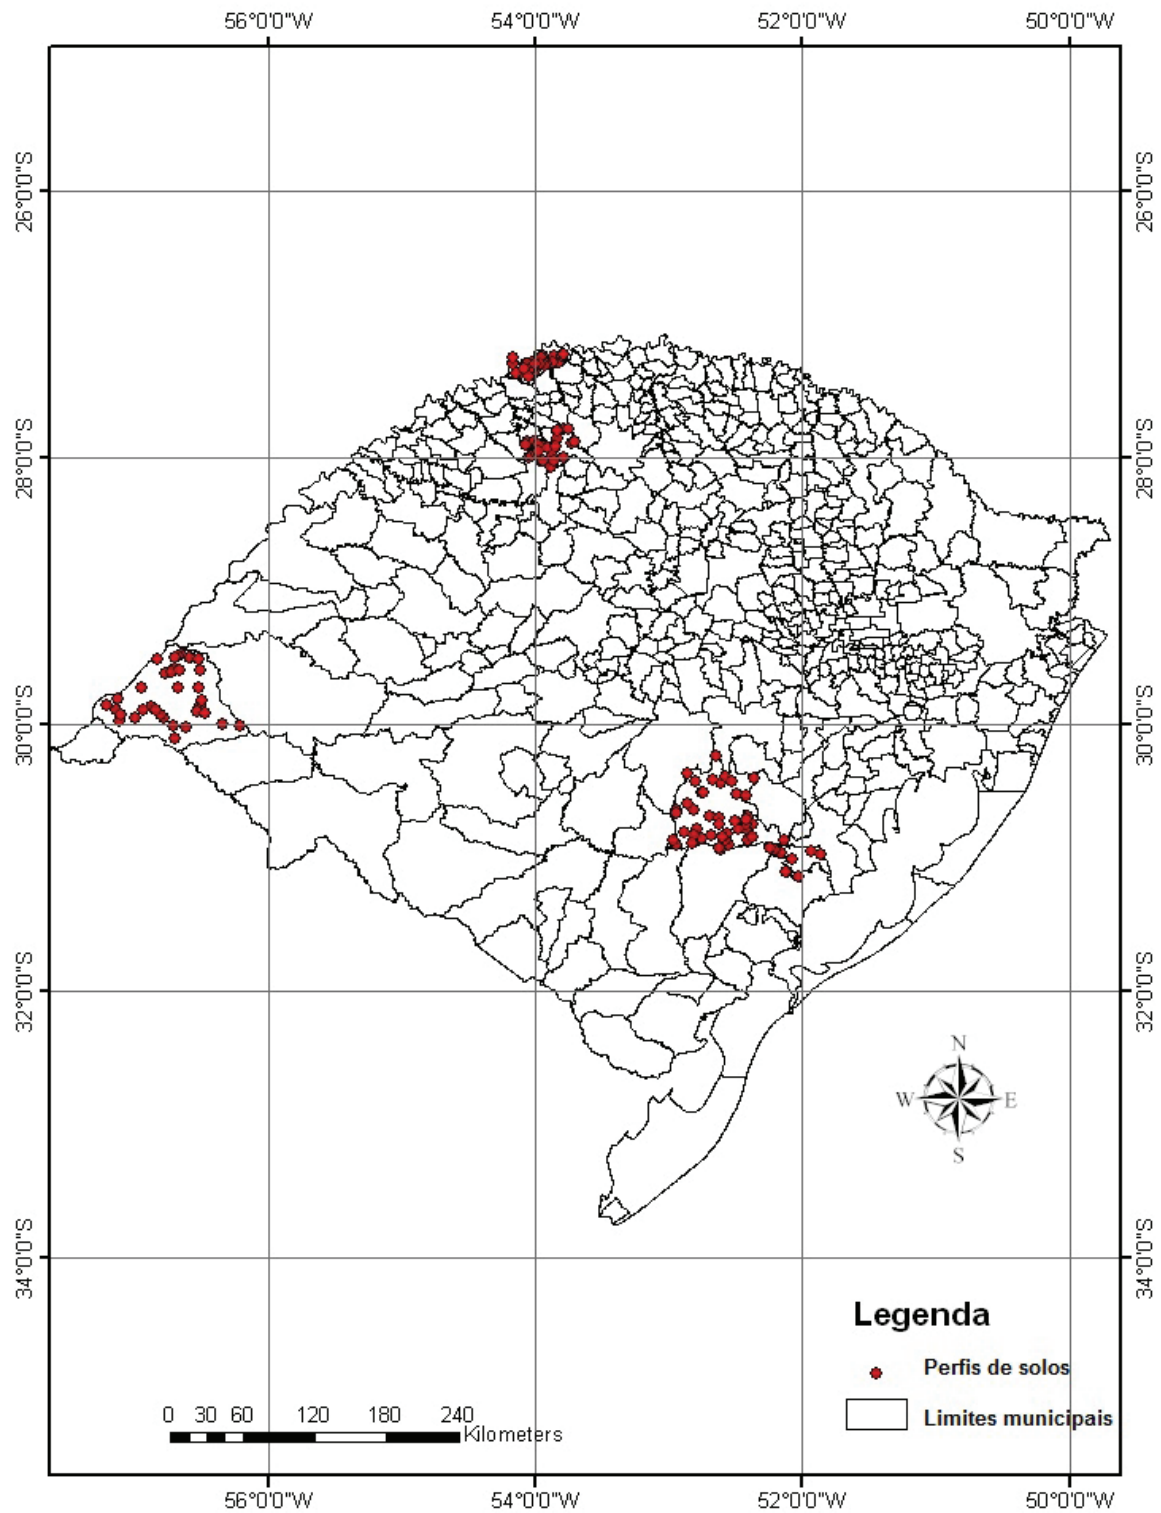 56°0'0"W 54°0'0"W 52°0'0"W 50°0'0"W
26°0'0"S 26°0'0"S
28°0'0"S 28°0'0"S
30°0'0"S 30°0'0"S
32°0'0"S 32°0'0"S
N
W E
S
34°0'0"S 34°0'0"S
Legenda
Perfis de solos
Limites municipais
0 30 60 120 180 240
Kilometers
56°0'0"W 54°0'0"W 52°0'0"W 50°0'0"W